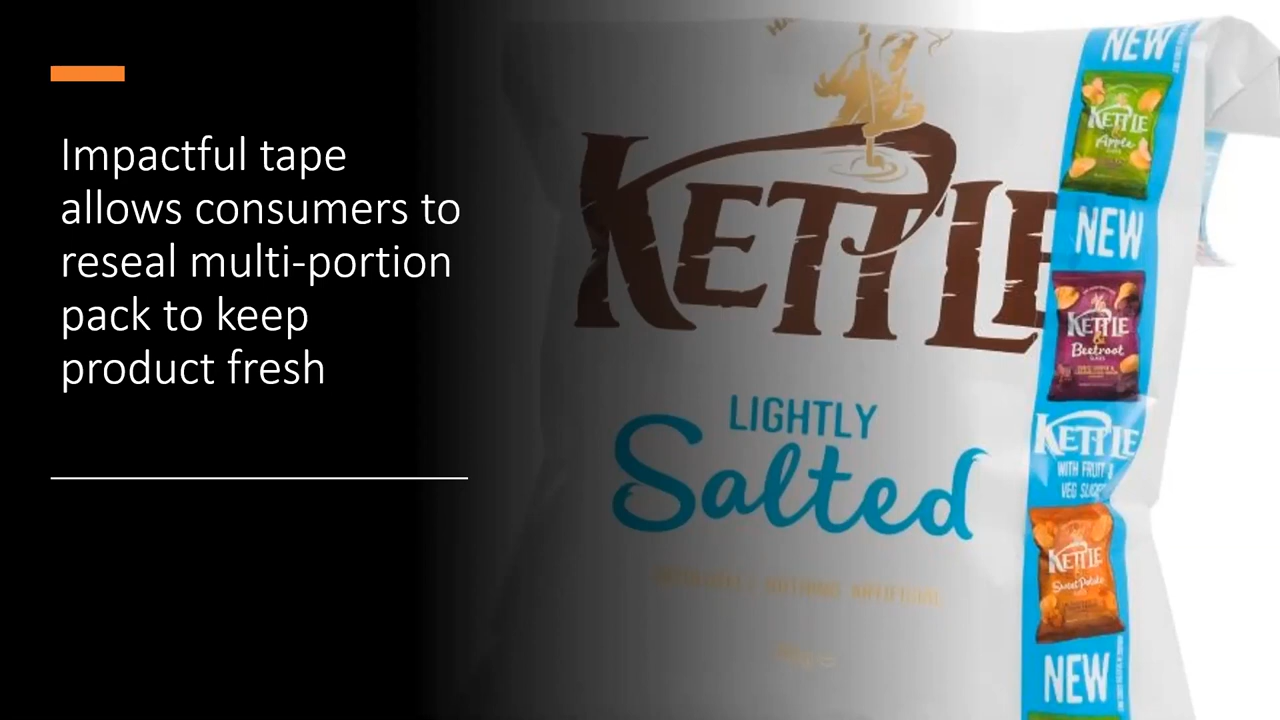 Impactful tape
allows consumers to
reseal multi-portion
pack to keep
product fresh
KETTLE
LIGHTLY
Salted
NEW
KETTLE
Apple
NEW
KETTLE
&
Beetroot
KETTLE
WITH FRUIT &
VEG
KETTLE
Sweet Potato
NEW